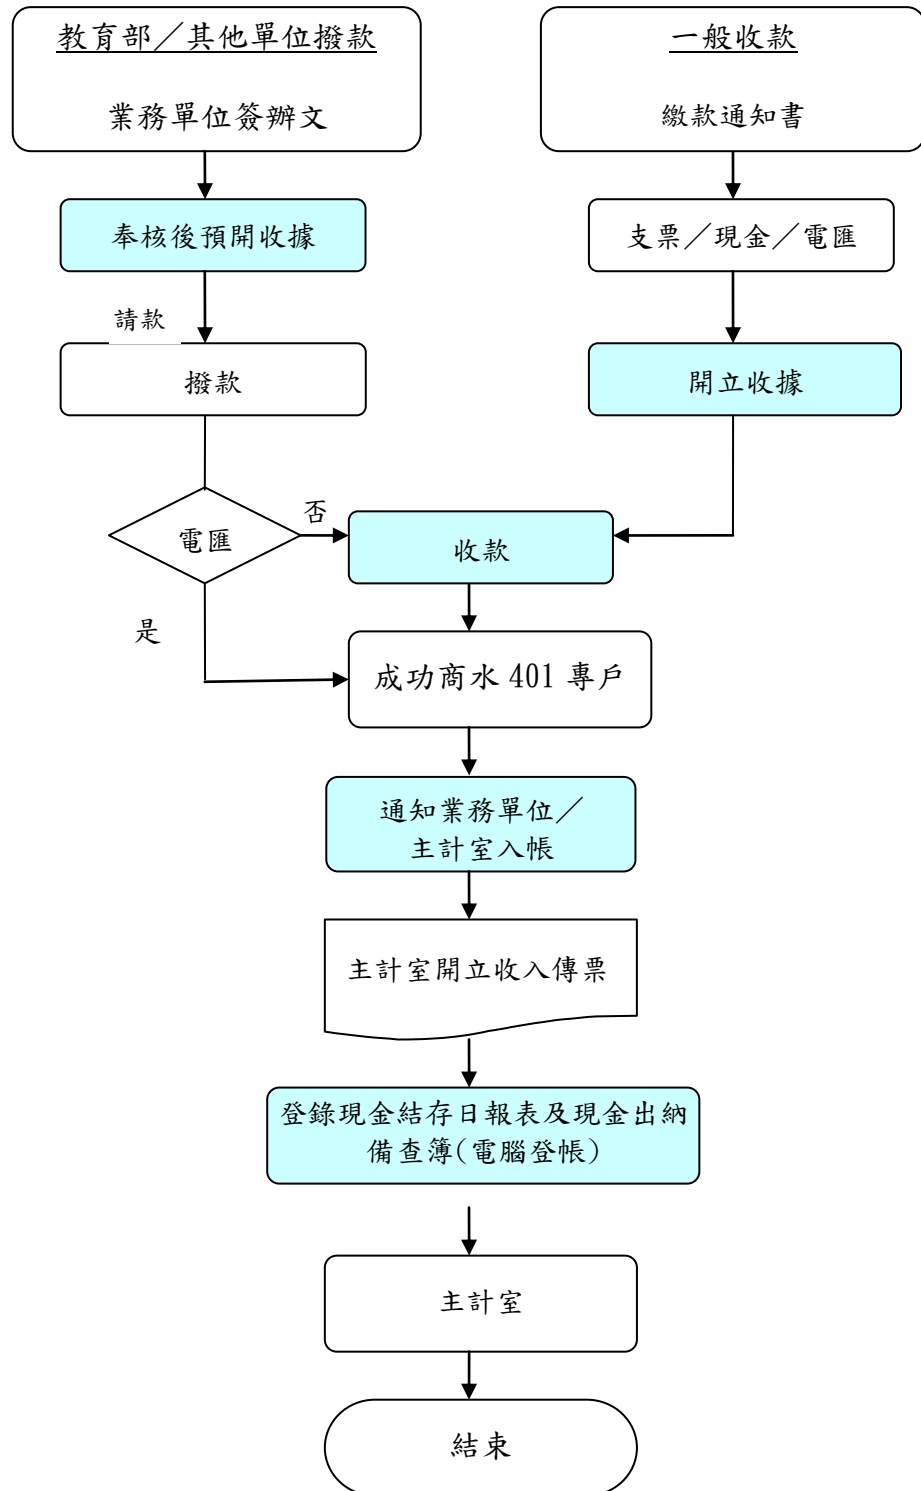 教育部／其他單位撥款
業務單位簽辦文
一般收款
繳款通知書
奉核後預開收據
支票／現金／電匯
請款
撥款
開立收據
電匯
否
收款
是
成功商水 401 專戶
通知業務單位／
主計室入帳
主計室開立收入傳票
登錄現金結存日報表及現金出納
備查簿(電腦登帳)
主計室
結束